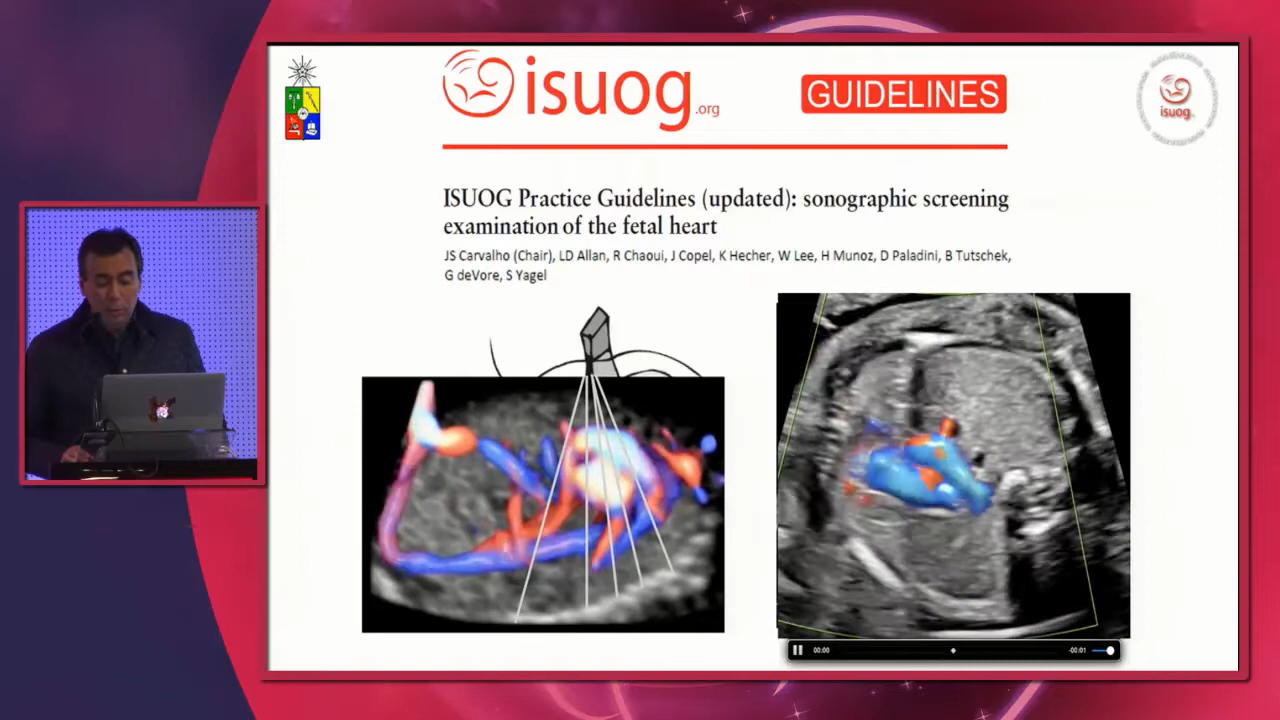 isuog.org
GUIDELINES
isuog
ISUOG Practice Guidelines (updated): sonographic screening
examination of the fetal heart
JS Carvalho (Chair), LD Allan, R Chaoui, J Copel, K Hecher, W Lee, H Munoz, D Paladini, B Tutschek,
G deVore, S Yagel
00:00
-00:01